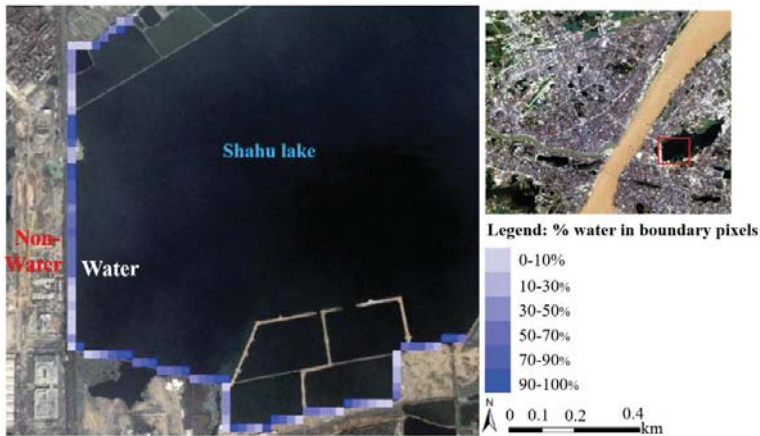 Shahu lake
Non-
Water
Water
Legend: % water in boundary pixels
0-10%
10-30%
30-50%
50-70%
70-90%
90-100%
N
0 0.1 0.2 0.4
km